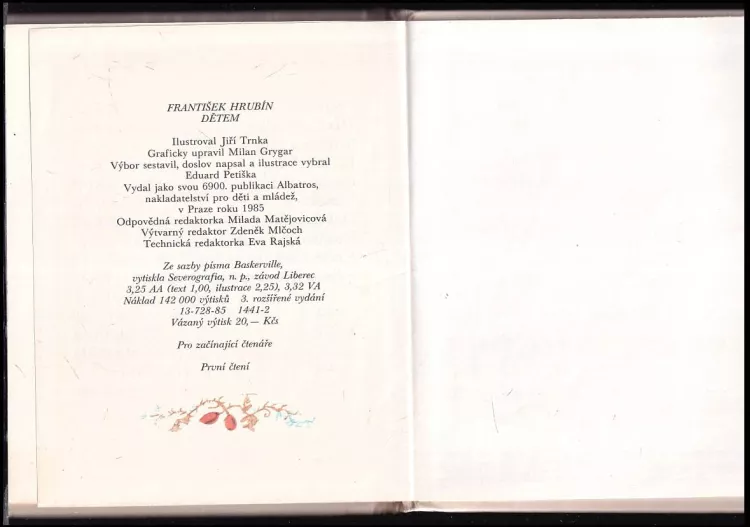 FRANTIŠEK HRUBÍN
DĚTEM
Ilustroval Jiří Trnka
Graficky upravil Milan Grygar
Výbor sestavil, doslov napsal a ilustrace vybral
Eduard Petiška
Vydal jako svou 6900. publikaci Albatros,
nakladatelství pro děti a mládež,
v Praze roku 1985
Odpovědná redaktorka Milada Matějovicová
Výtvarný redaktor Zdeněk Mlčoch
Technická redaktorka Eva Rajská
Ze sazby písma Baskerville,
vytiskla Severografia, n. p., závod Liberec
3,25 AA (text 1,00, ilustrace 2,25), 3,32 VA
Náklad 142 000 výtisků 3. rozšířené vydání
13-728-85 1441-2
Vázaný výtisk 20,— Kčs
Pro začínající čtenáře
První čtení